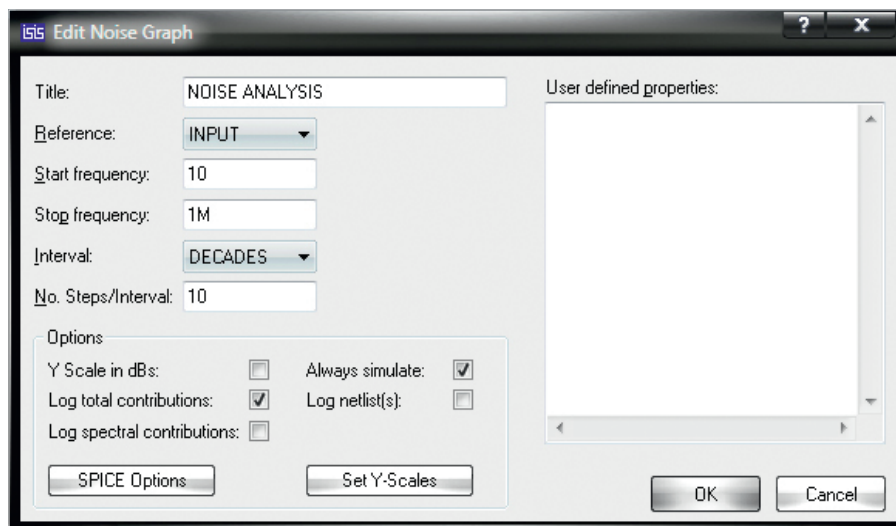 isis Edit Noise Graph
? x
Title: NOISE ANALYSIS
Reference: INPUT
Start frequency: 10
Stop frequency: 1M
Interval: DECADES
No. Steps/Interval: 10
Options
Y Scale in dBs:
Always simulate:
Log total contributions:
Log netlist(s):
Log spectral contributions:
SPICE Options
Set Y-Scales
User defined properties:
OK
Cancel